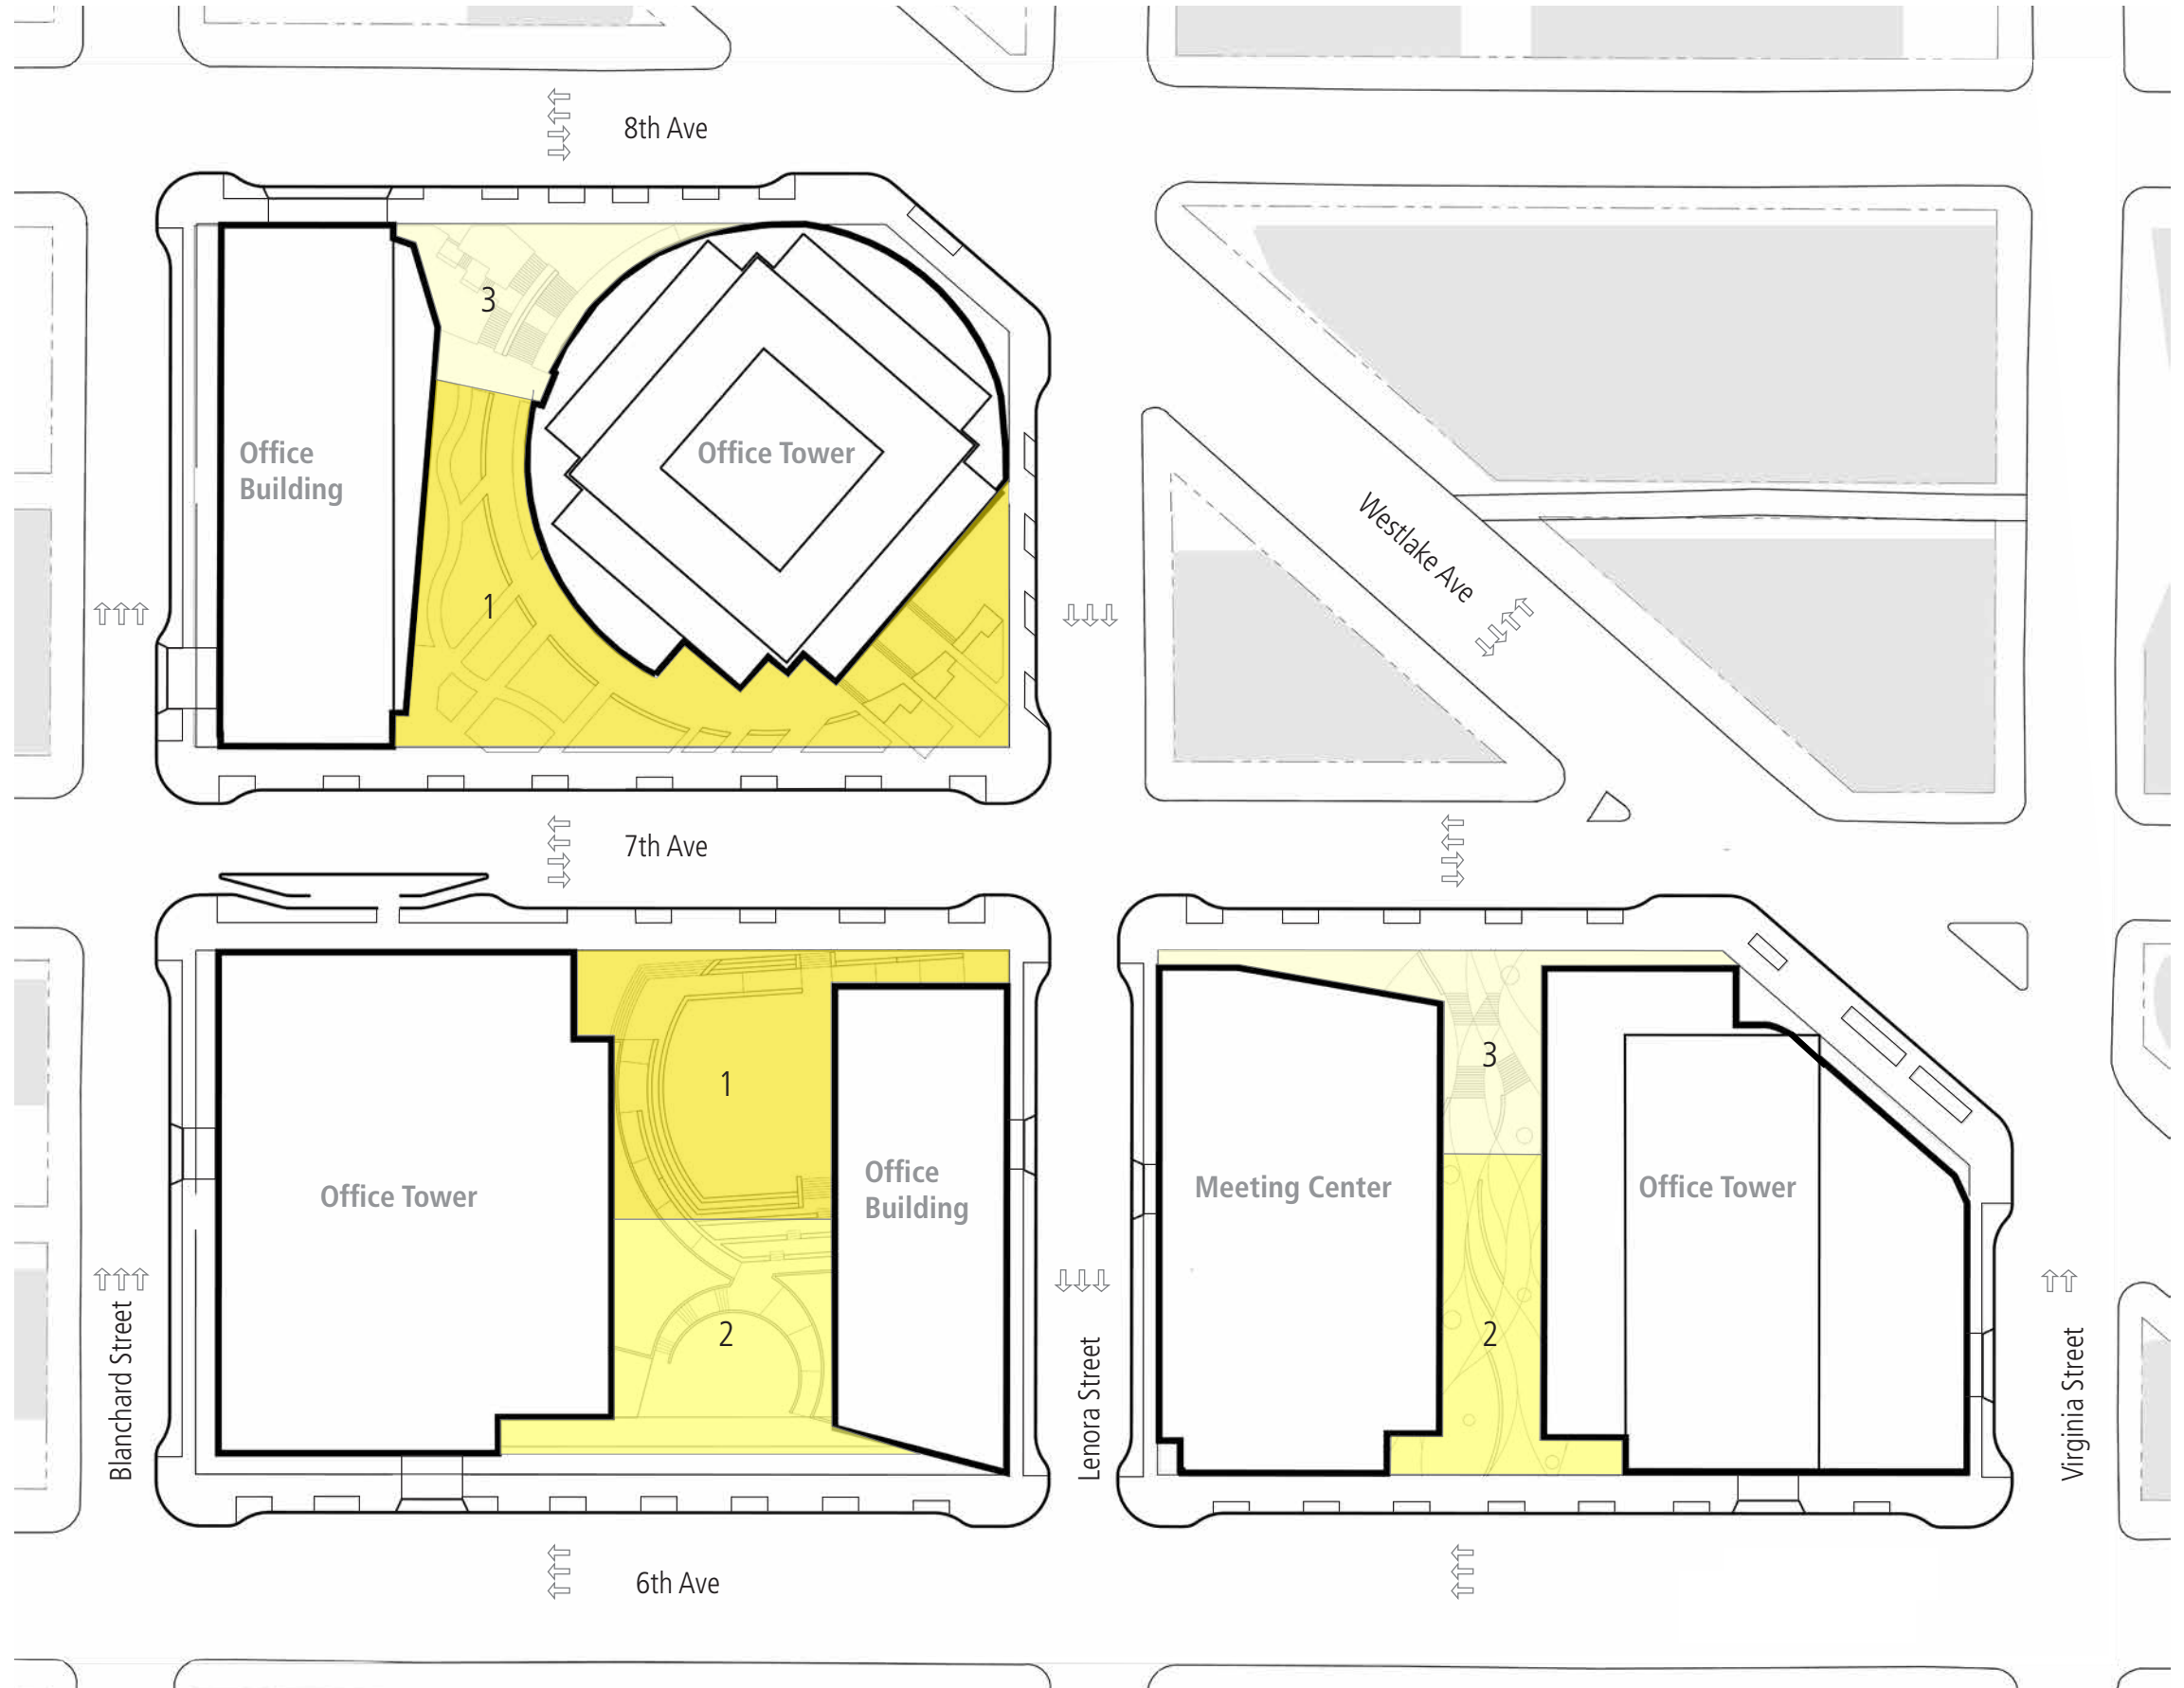 8th Ave
3
Office
Building
Office Tower
1
Westlake Ave
7th Ave
1
3
Office
Building
Office Tower
Meeting Center
Office Tower
2
2
Blanchard Street
Lenora Street
Virginia Street
6th Ave